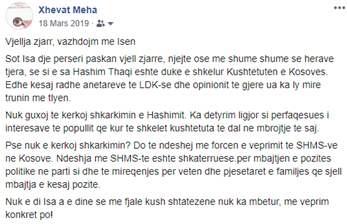 Xhevat Meha
18 Mars 2019
Vjellja zjarr, vazhdojm me Isen
Sot Isa dje perseri paskan vjell zjarre, njejte ose me shume shume se herave
tjera, se si e sa Hashim Thaqi eshte duke e shkelur Kushtetuten e Kosoves.
Edhe kesaj radhe anetareve te LDK-se dhe opinionit te gjere ua ka ly mire
trunin me tlyen.
Nuk guxoj te kerkoj shkarkimin e Hashimit. Ka detyrim ligjor si perfaqesues i
interesave te popullit qe kur te shkelet kushtetuta te dal ne mbrojtje te saj.
Pse nuk e kerkoj shkarkimin? Do te ndeshej me forcen e veprimit te SHMS-ve
ne Kosove. Ndeshja me SHMS-te eshte shkaterruese.per mbajtjen e pozites
politike ne parti si dhe te mireqenjes per veten dhe pjesetaret e familjes qe sjell
mbajtja e kesaj pozite.
Nuk e di Isa a e dine se me fjale kush shtatezene nuk ka mbetur, me veprim
konkret po!